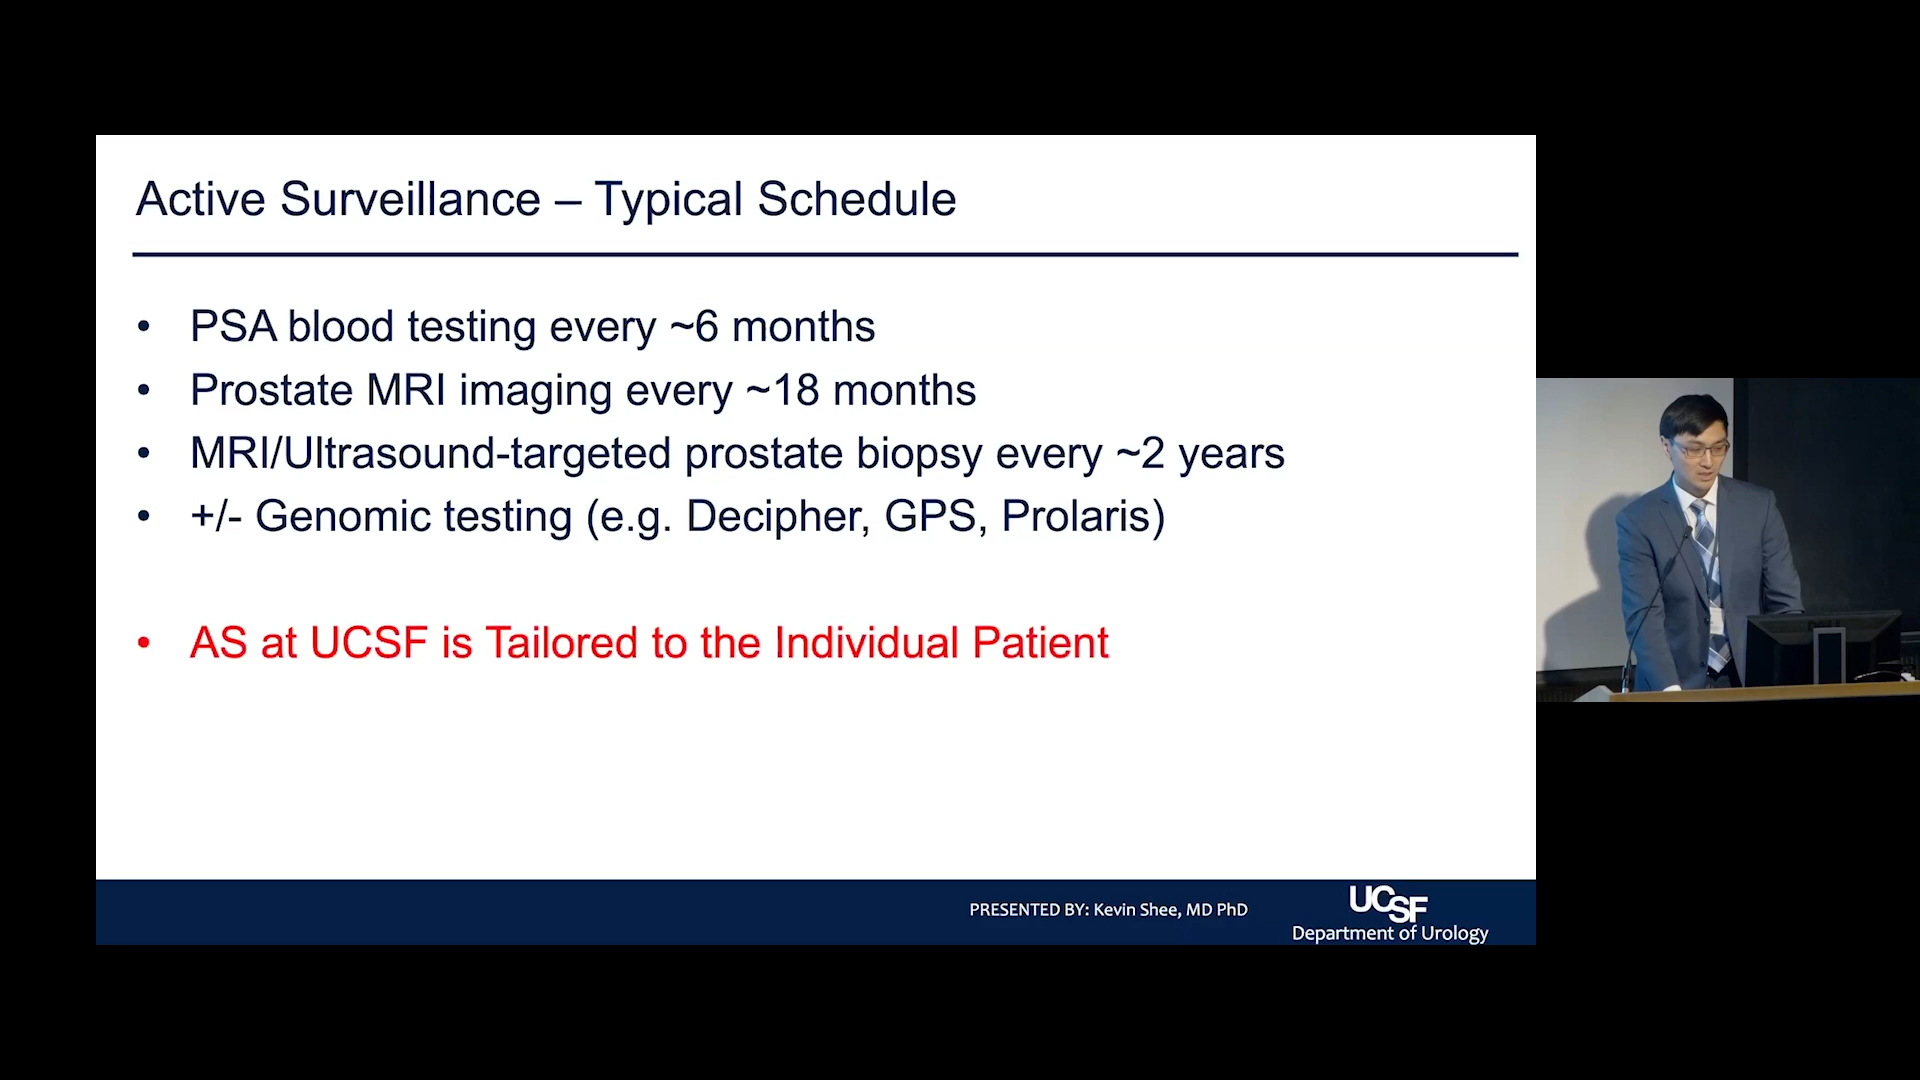 Active Surveillance – Typical Schedule
• PSA blood testing every ~6 months
• Prostate MRI imaging every ~18 months
• MRI/Ultrasound-targeted prostate biopsy every ~2 years
• +/- Genomic testing (e.g. Decipher, GPS, Prolaris)
• AS at UCSF is Tailored to the Individual Patient
PRESENTED BY: Kevin Shee, MD PhD
UCSF
Department of Urology